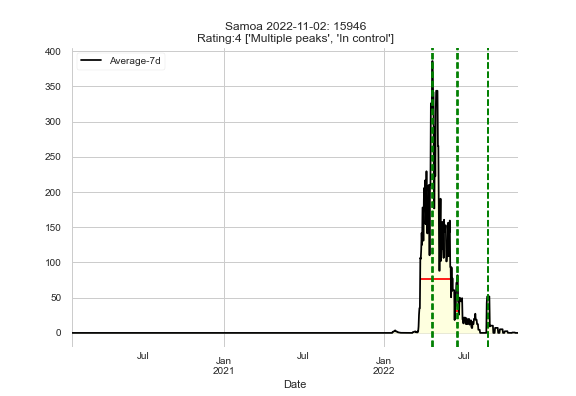 Samoa 2022-11-02: 15946
Rating:4 ['Multiple peaks', 'In control']
400
Average-7d
350
300
250
200
150
100
50
0
Jul
Jan
2021
Jul
Jan
2022
Jul
Date